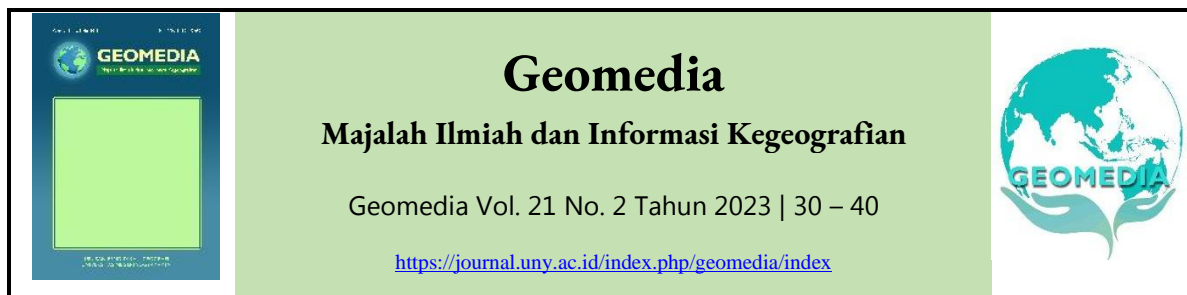 GEOMEDIA
Geomedia
Majalah Ilmiah dan Informasi Kegeografian
Geomedia Vol. 21 No. 2 Tahun 2023 | 30 – 40
https://journal.uny.ac.id/index.php/geomedia/index
GEOMEDIA